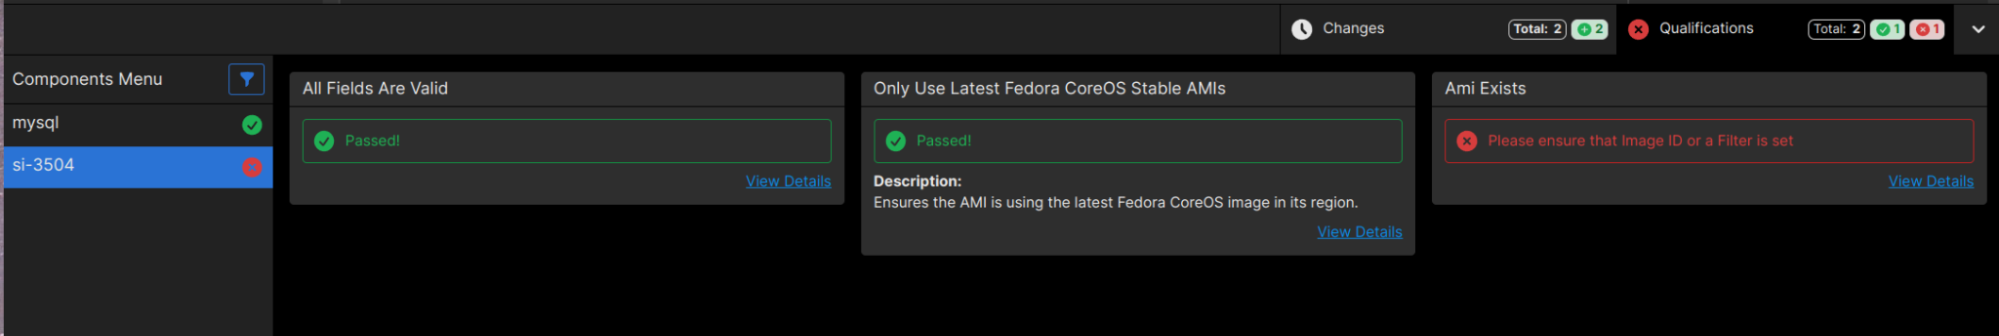 Changes
Total: 2
2
Qualifications
Total: 2
1
1
Components Menu
mysql
si-3504
All Fields Are Valid
Passed!
View Details
Only Use Latest Fedora CoreOS Stable AMIs
Passed!
Description:
Ensures the AMI is using the latest Fedora CoreOS image in its region.
View Details
Ami Exists
Please ensure that Image ID or a Filter is set
View Details